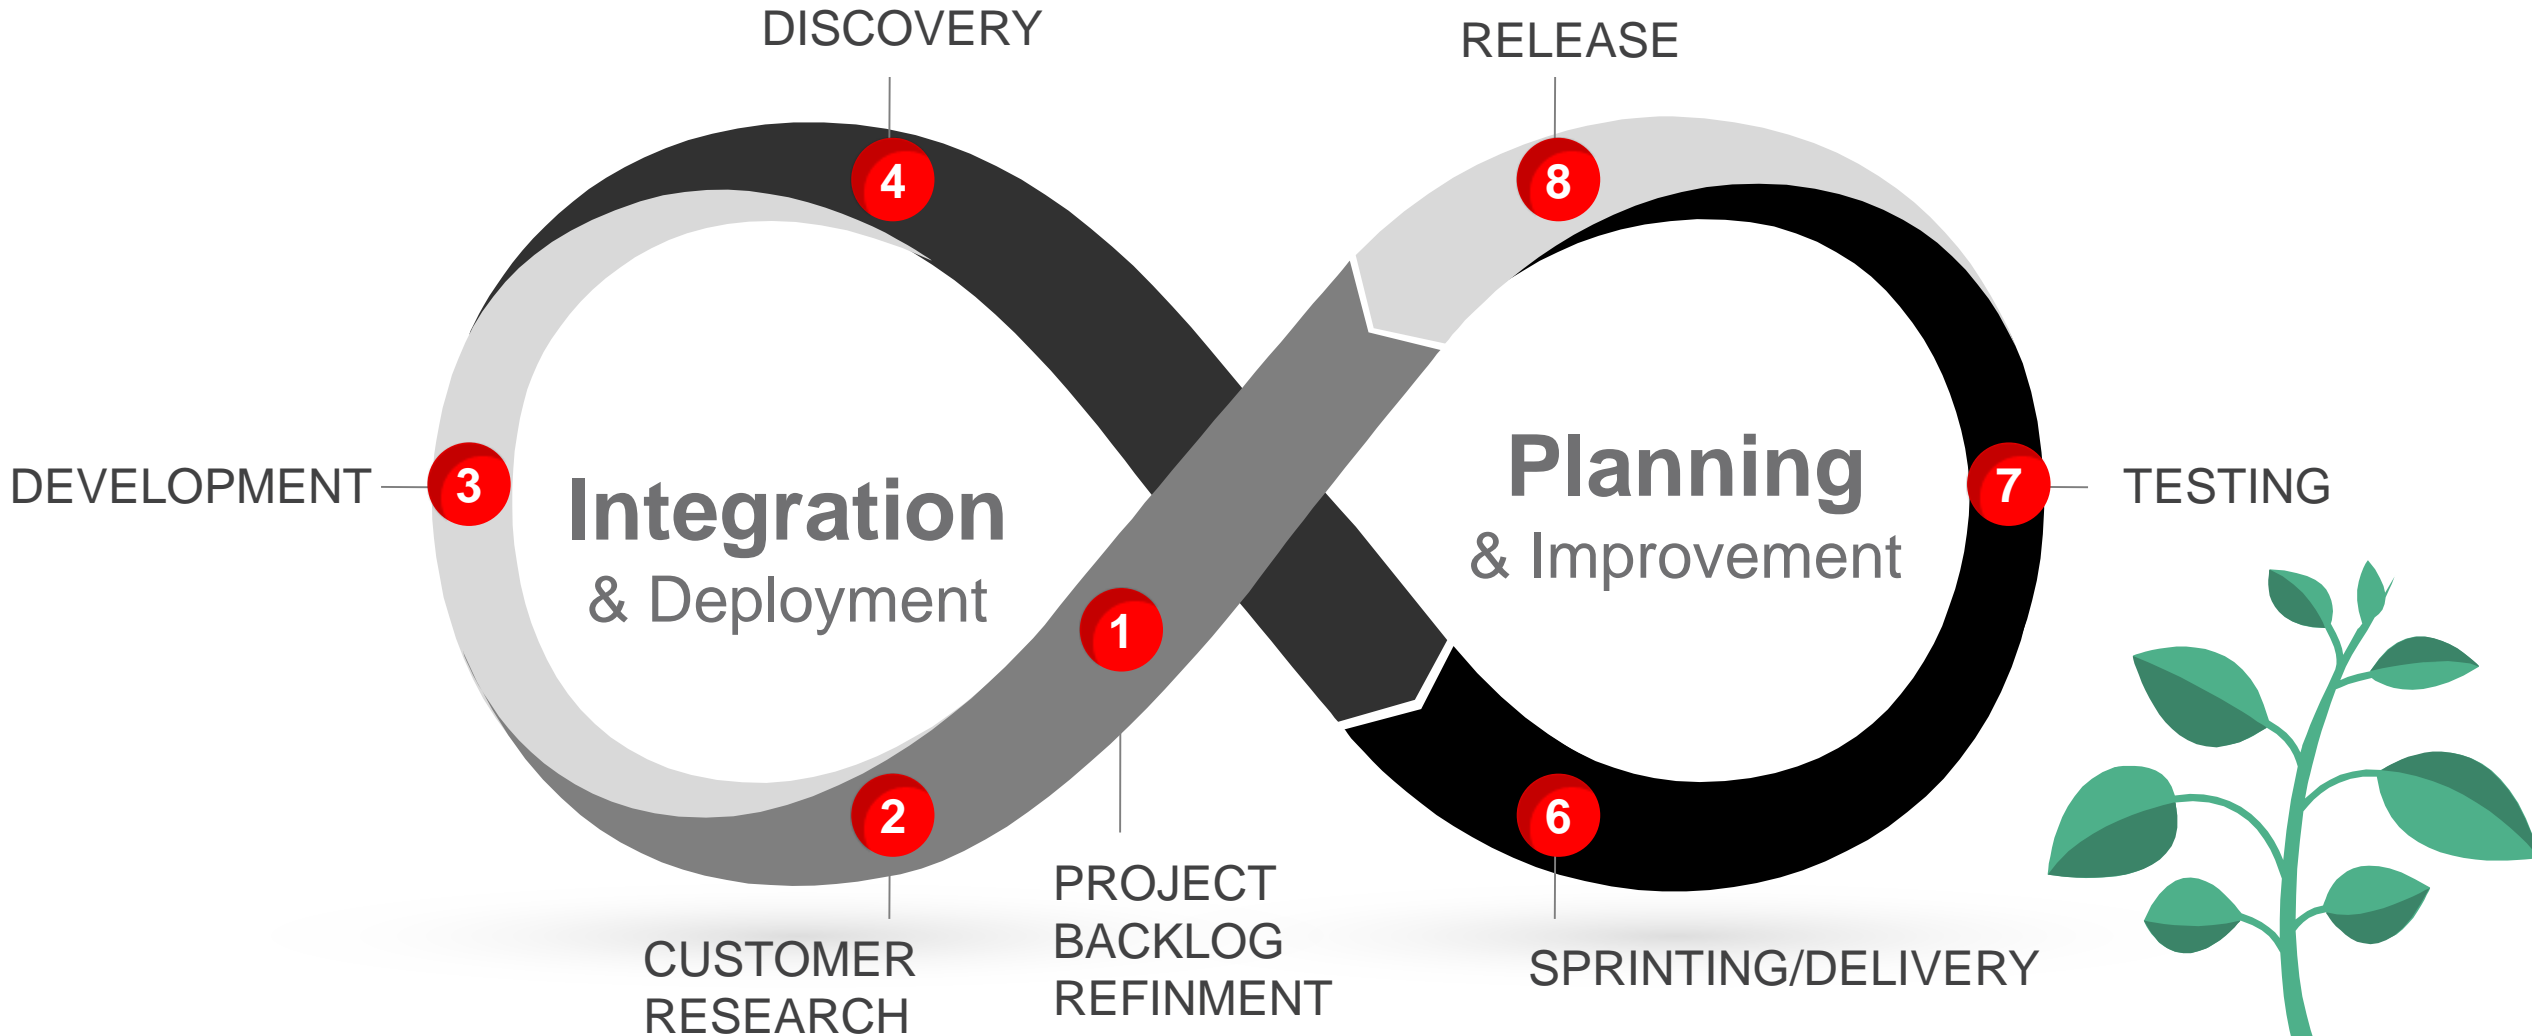 DISCOVERY
RELEASE
4
8
DEVELOPMENT
3
Integration
& Deployment
Planning
& Improvement
7
TESTING
1
2
6
PROJECT
BACKLOG
REFINMENT
CUSTOMER
RESEARCH
SPRINTING/DELIVERY